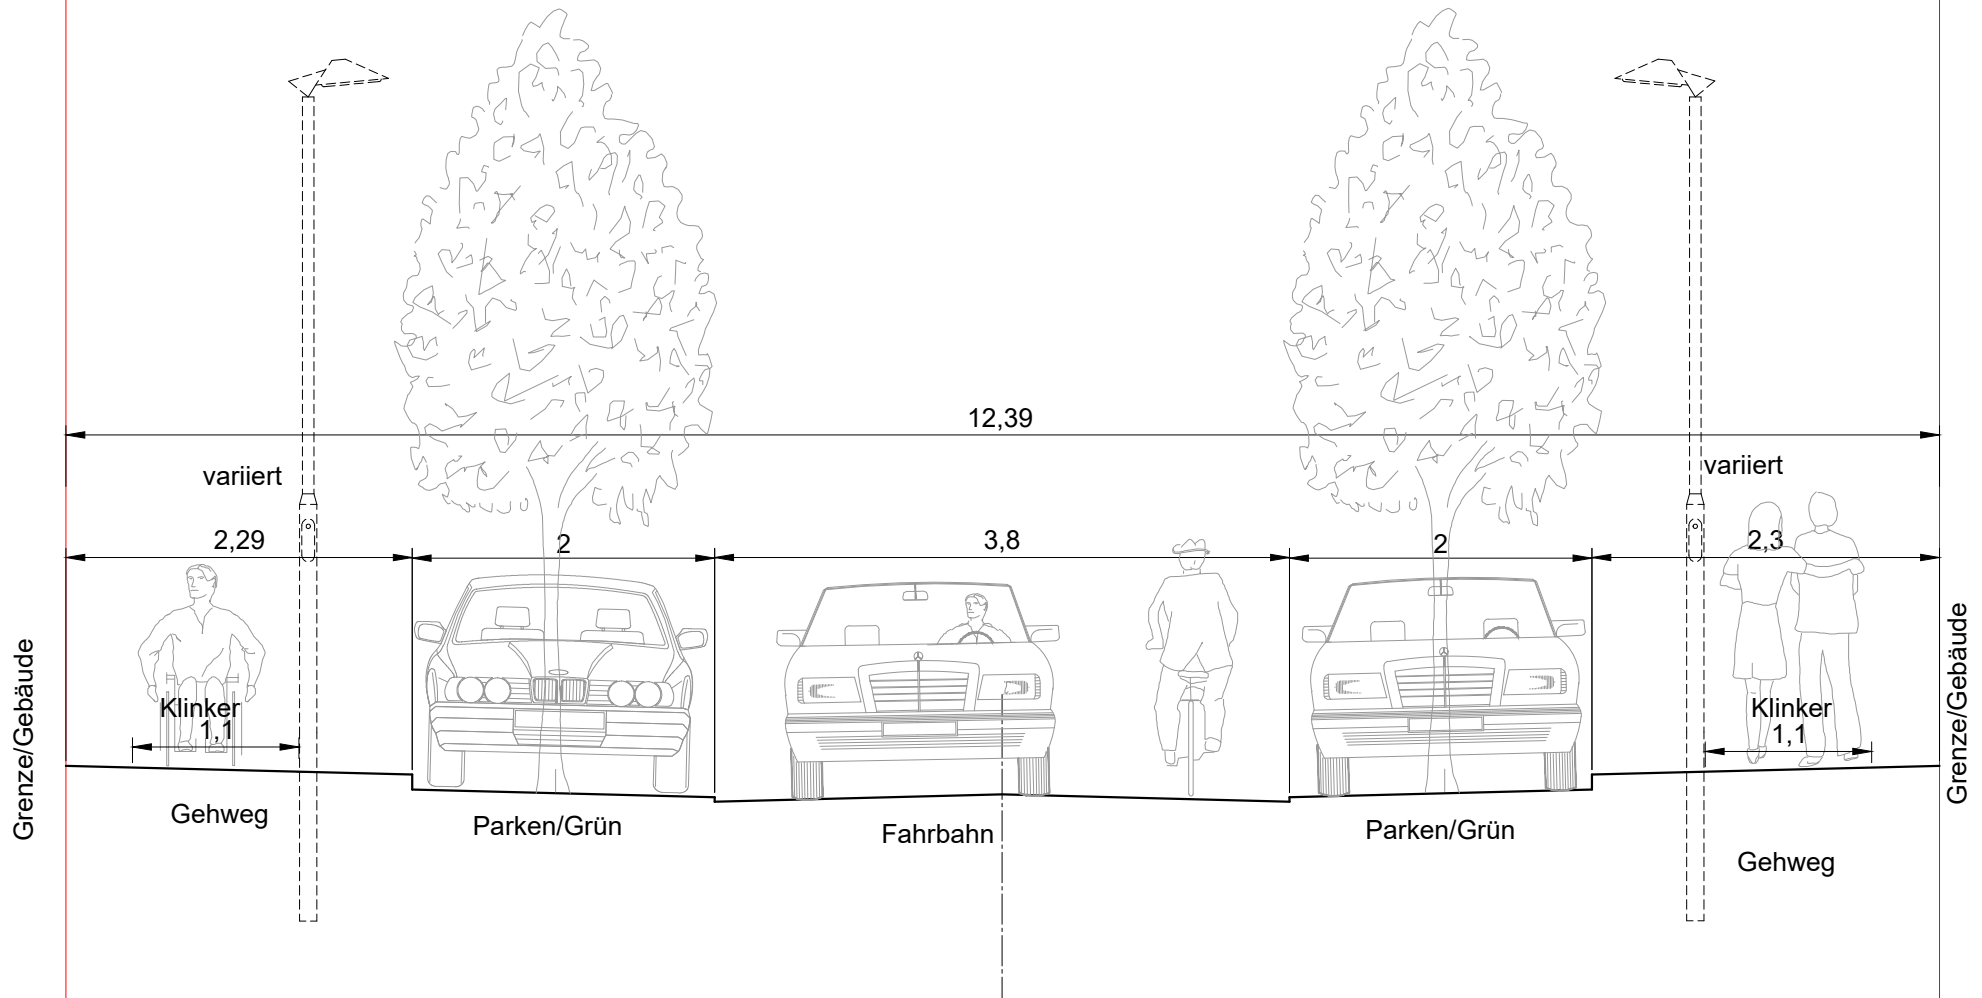 12,39
variiert
variiert
2,29
2
3,8
2
2,3
Grenze/Gebäude
Klinker
1,1
Klinker
1,1
Grenze/Gebäude
Gehweg
Parken/Grün
Fahrbahn
Parken/Grün
Gehweg